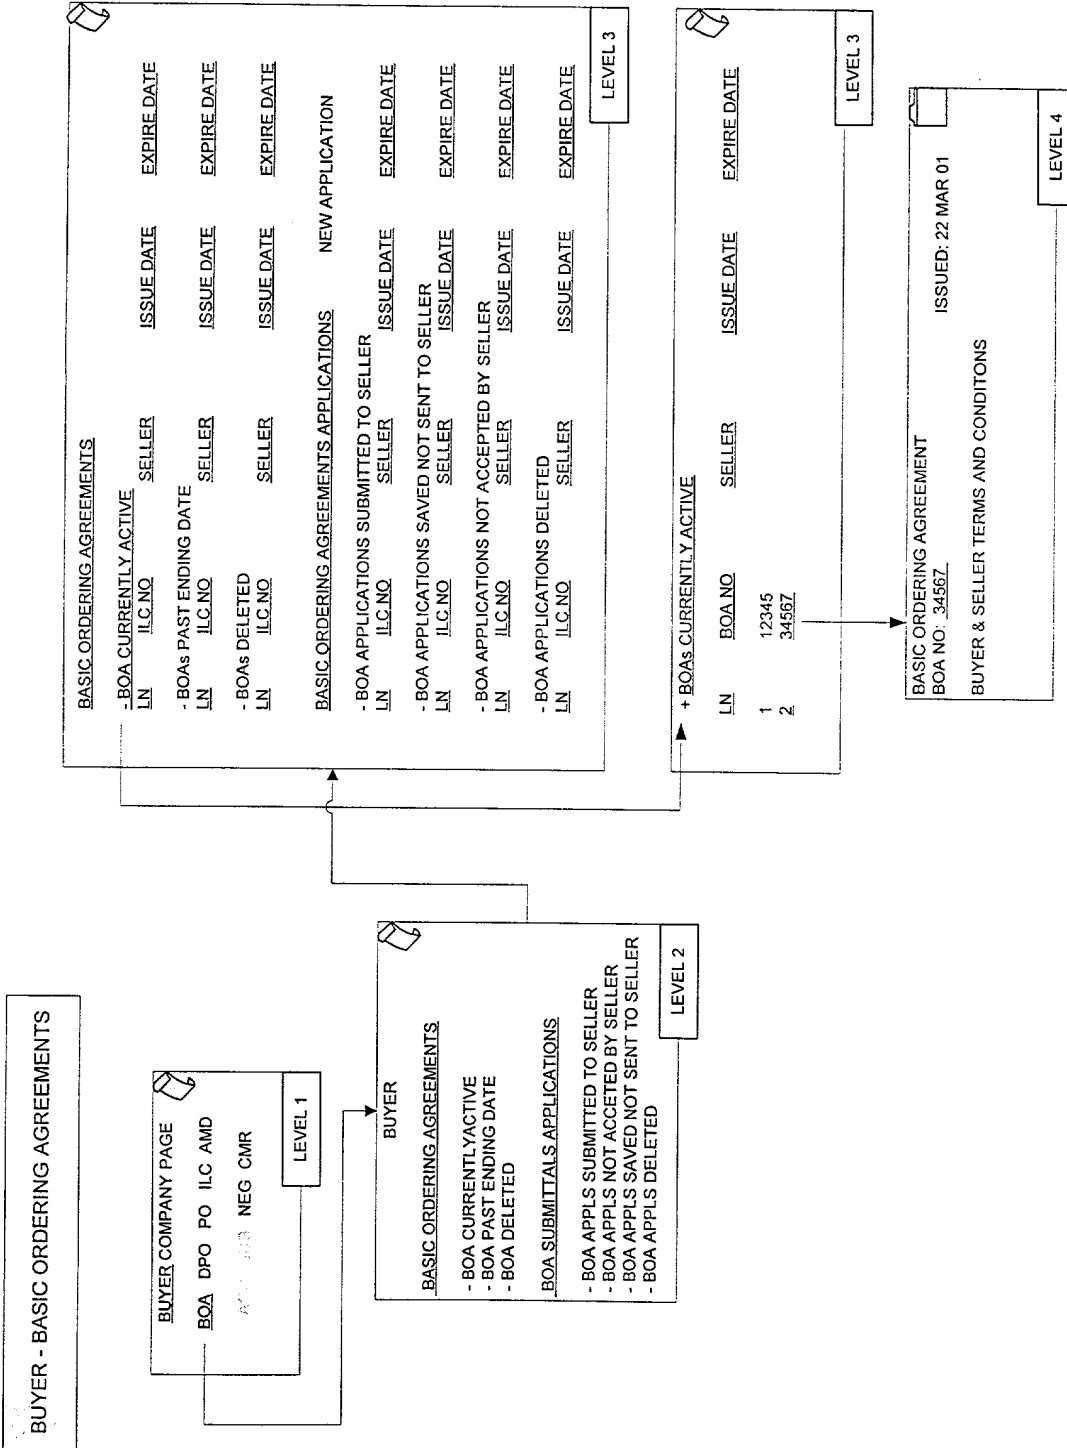 BUYER - BASIC ORDERING AGREEMENTS
BUYER COMPANY PAGE
BOA DPO PO ILC AMD
NEG CMR
LEVEL 1
BUYER
BASIC ORDERING AGREEMENTS
- BOA CURRENTLYACTIVE
- BOA PAST ENDING DATE
- BOA DELETED
BOA SUBMITTALS APPLICATIONS
- BOA APPLS SUBMITTED TO SELLER
- BOA APPLS NOT ACCETED BY SELLER
- BOA APPLS SAVED NOT SENT TO SELLER
- BOA APPLS DELETED
LEVEL 2
BASIC ORDERING AGREEMENTS
- BOA CURRENTLY ACTIVE
LN ILC NO SELLER ISSUE DATE EXPIRE DATE
- BOAs PAST ENDING DATE
LN ILC NO SELLER ISSUE DATE EXPIRE DATE
- BOAs DELETED
LN ILC NO SELLER ISSUE DATE EXPIRE DATE
BASIC ORDERING AGREEMENTS APPLICATIONS NEW APPLICATION
- BOA APPLICATIONS SUBMITTED TO SELLER
LN ILC NO SELLER ISSUE DATE EXPIRE DATE
- BOA APPLICATIONS SAVED NOT SENT TO SELLER
LN ILC NO SELLER ISSUE DATE EXPIRE DATE
- BOA APPLICATIONS NOT ACCEPTED BY SELLER
LN ILC NO SELLER ISSUE DATE EXPIRE DATE
- BOA APPLICATIONS DELETED
LN ILC NO SELLER ISSUE DATE EXPIRE DATE
LEVEL 3
+ BOAs CURRENTLY ACTIVE
LN BOA NO SELLER ISSUE DATE EXPIRE DATE
1 12345
2 34567
LEVEL 3
BASIC ORDERING AGREEMENT
BOA NO: 34567 ISSUED: 22 MAR 01
BUYER & SELLER TERMS AND CONDITONS
LEVEL 4